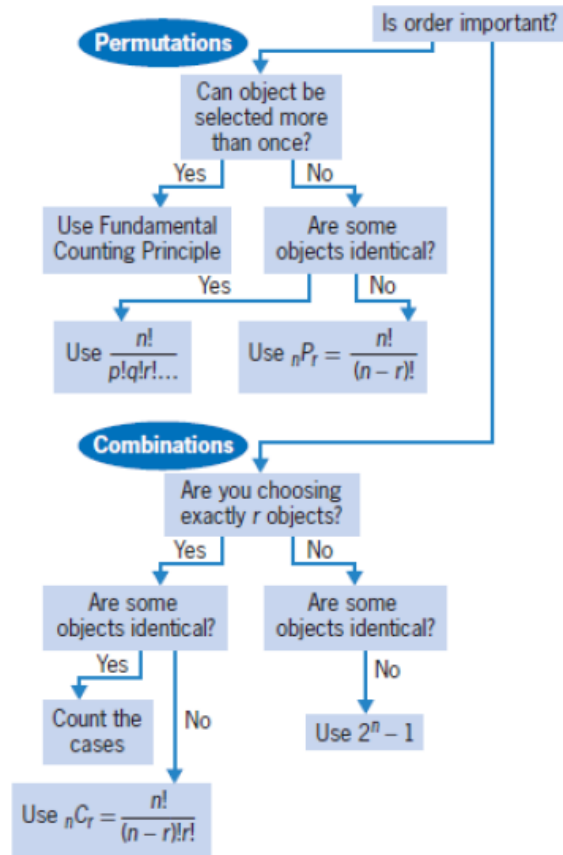 Is order important?
Permutations
Can object be
selected more
than once?
Yes
No
Use Fundamental
Counting Principle
Are some
objects identical?
Yes
No
Use n!
p!q!r!...
Use nPr = n!
(n – r)!
Combinations
Are you choosing
exactly r objects?
Yes
No
Are some
objects identical?
Are some
objects identical?
Yes
No
No
Count the
cases
Use 2ⁿ – 1
Use nCr = n!
(n – r)!r!